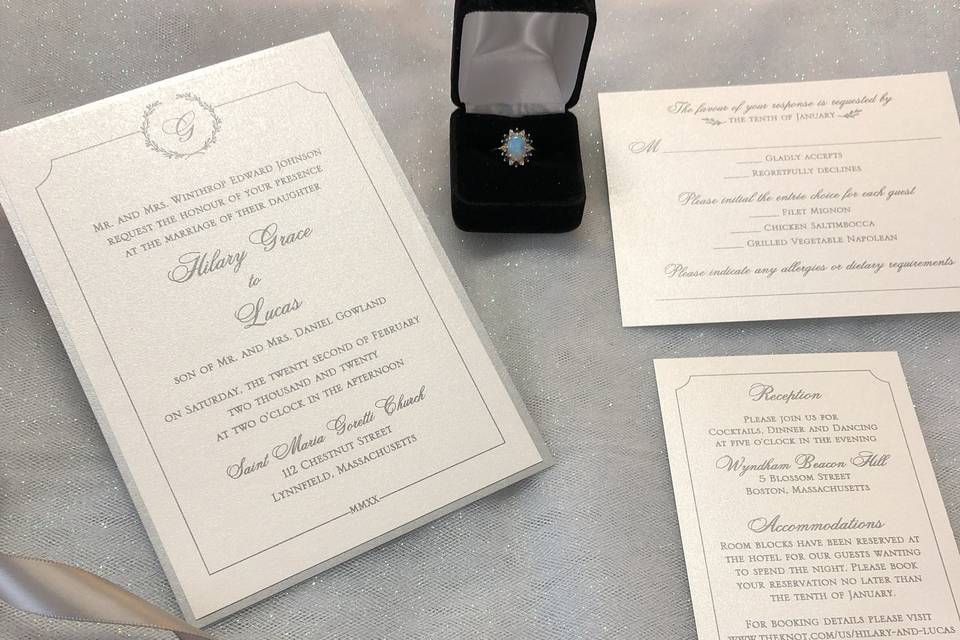 G
Mr. and Mrs. Winthrop Edward Johnson
request the honour of your presence
at the marriage of their daughter
Hilary Grace
to
Lucas
son of Mr. and Mrs. Daniel Gowland
on Saturday, the twenty second of February
two thousand and twenty
at two o'clock in the afternoon
Saint Maria Goretti Church
112 Chestnut Street
Lynnfield, Massachusetts
MMXX
The favour of your response is requested by
the tenth of January
M
Gladly accepts
Regretfully declines
Please initial the entrée choice for each guest
Filet Mignon
Chicken Saltimbocca
Grilled Vegetable Napolean
Please indicate any allergies or dietary requirements
Reception
Please join us for
Cocktails, Dinner and Dancing
at five o'clock in the evening
Wyndham Beacon Hill
5 Blossom Street
Boston, Massachusetts
Accommodations
Room blocks have been reserved at
the hotel for our guests wanting
to spend the night. Please book
your reservation no later than
the tenth of January.
For booking details please visit
www.theknot.com/us/hilary-and-lucas